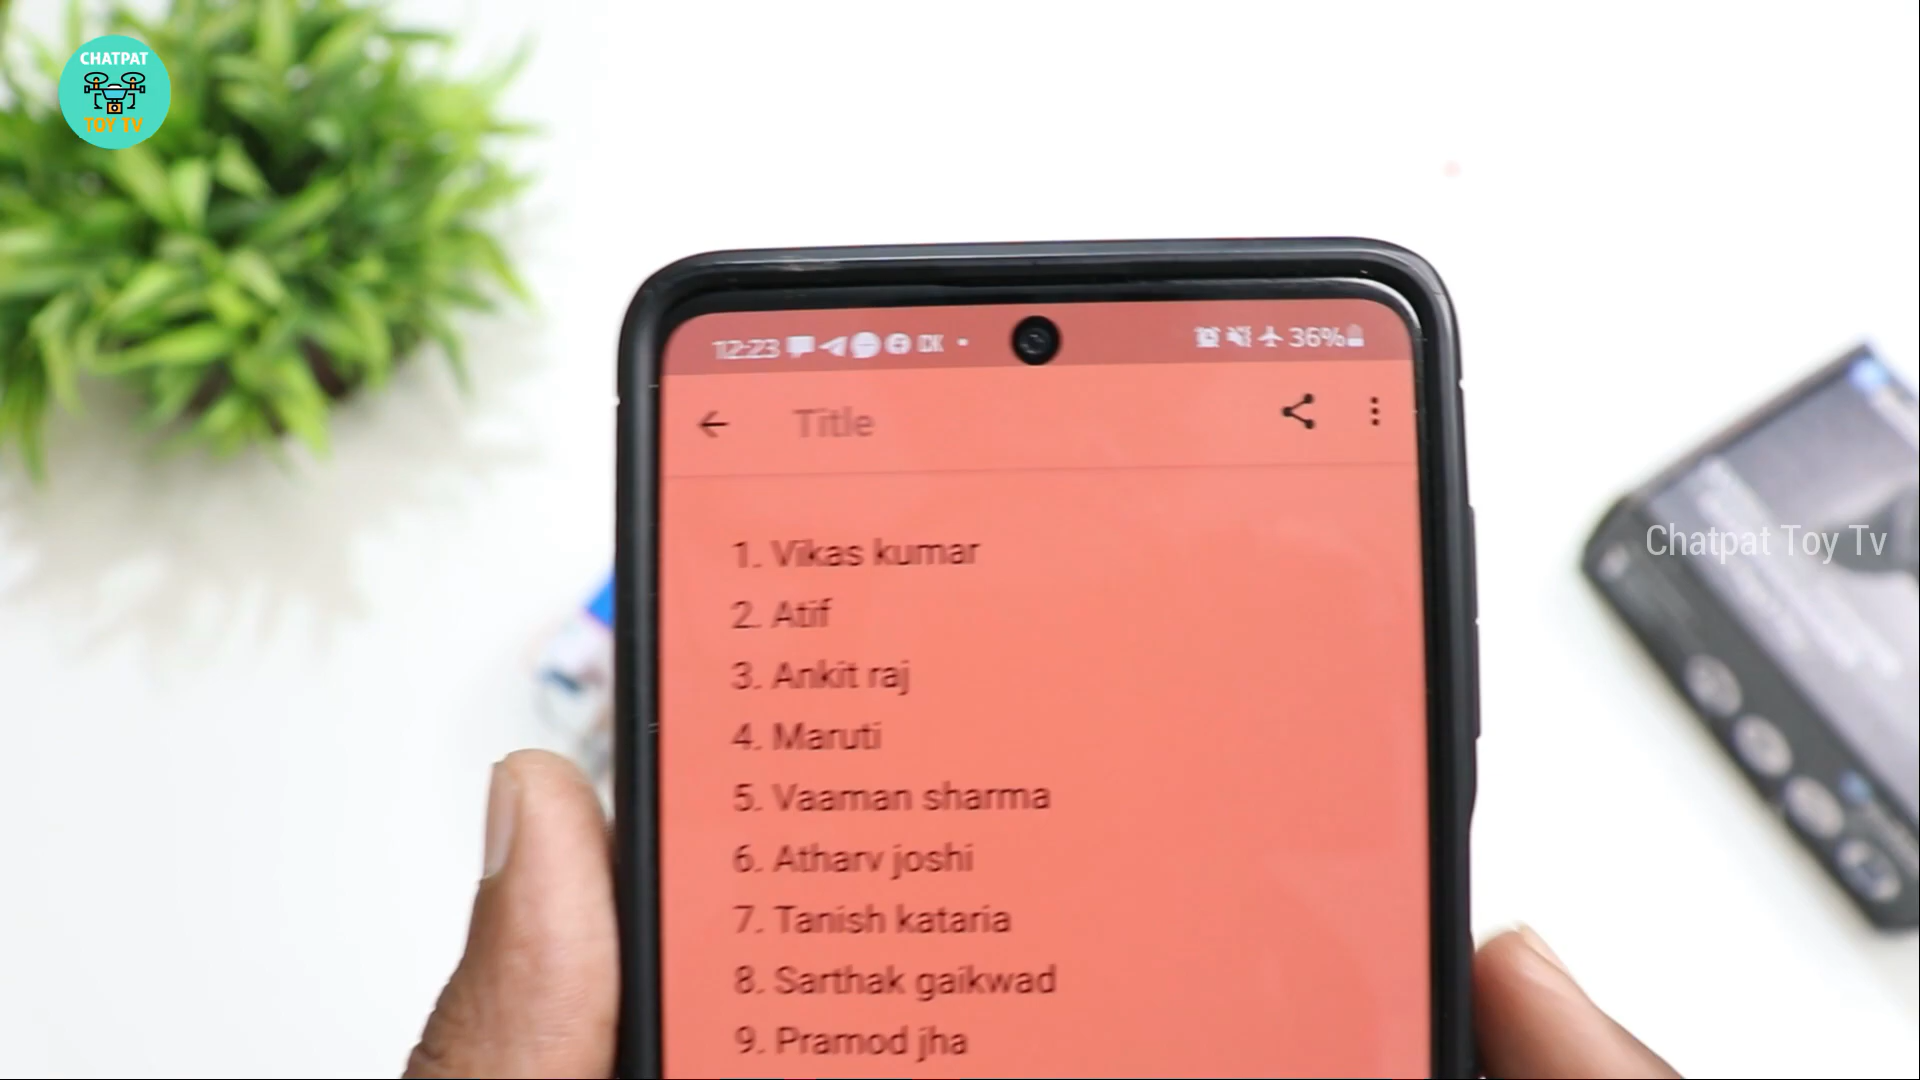 CHATPAT
TOY TV
12:23
36%
Title
1. Vikas kumar
2. Atif
3. Ankit raj
4. Maruti
5. Vaaman sharma
6. Atharv joshi
7. Tanish kataria
8. Sarthak gaikwad
9. Pramod jha
Chatpat Toy Tv